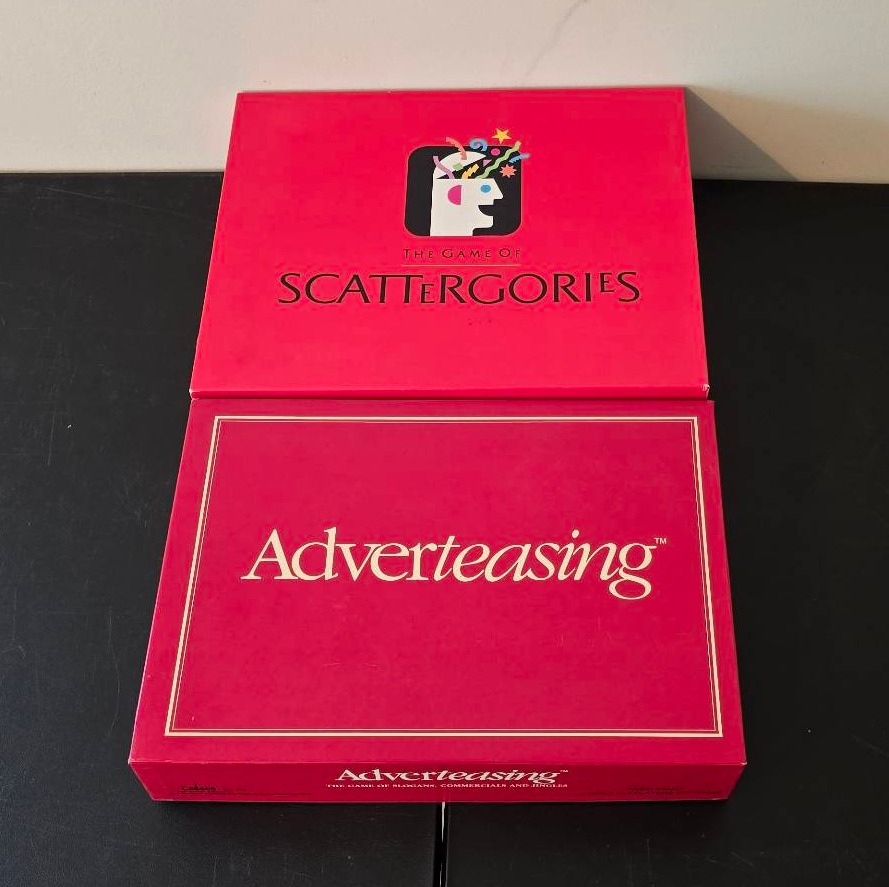 THE GAME OF
SCATTERGORIES
Adverteasing™
Adverteasing™
THE GAME OF SLOGANS, COMMERCIALS AND JINGLES